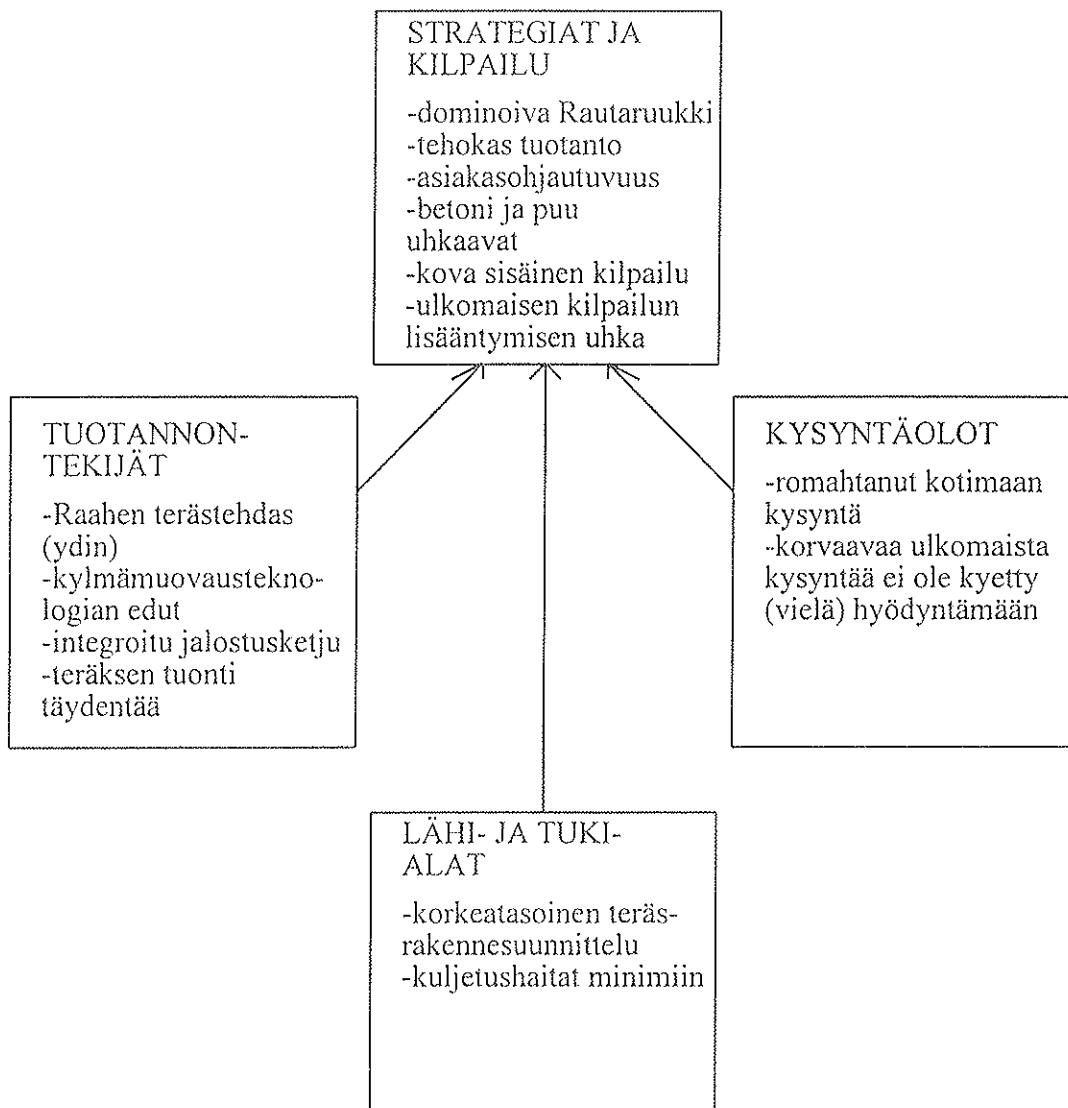 STRATEGIAT JA
KILPAILU
-dominoiva Rautaruukki
-tehokas tuotanto
-asiakasohjautuvuus
-betoni ja puu
uhkaavat
-kova sisäinen kilpailu
-ulkomaisen kilpailun
lisääntymisen uhka
TUOTANNON-
TEKIJÄT
-Raahen terästehdas
(ydin)
-kylmämuovaustekno-
logian edut
-integroitu jalostusketju
-teräksen tuonti
täydentää
KYSYNTÄOLOT
-romahtanut kotimaan
kysyntä
-korvaavaa ulkomaista
kysyntää ei ole kyetty
(vielä) hyödyntämään
LÄHI- JA TUKI-
ALAT
-korkeatasoinen teräs-
rakennesuunnittelu
-kuljetushaitat minimiin